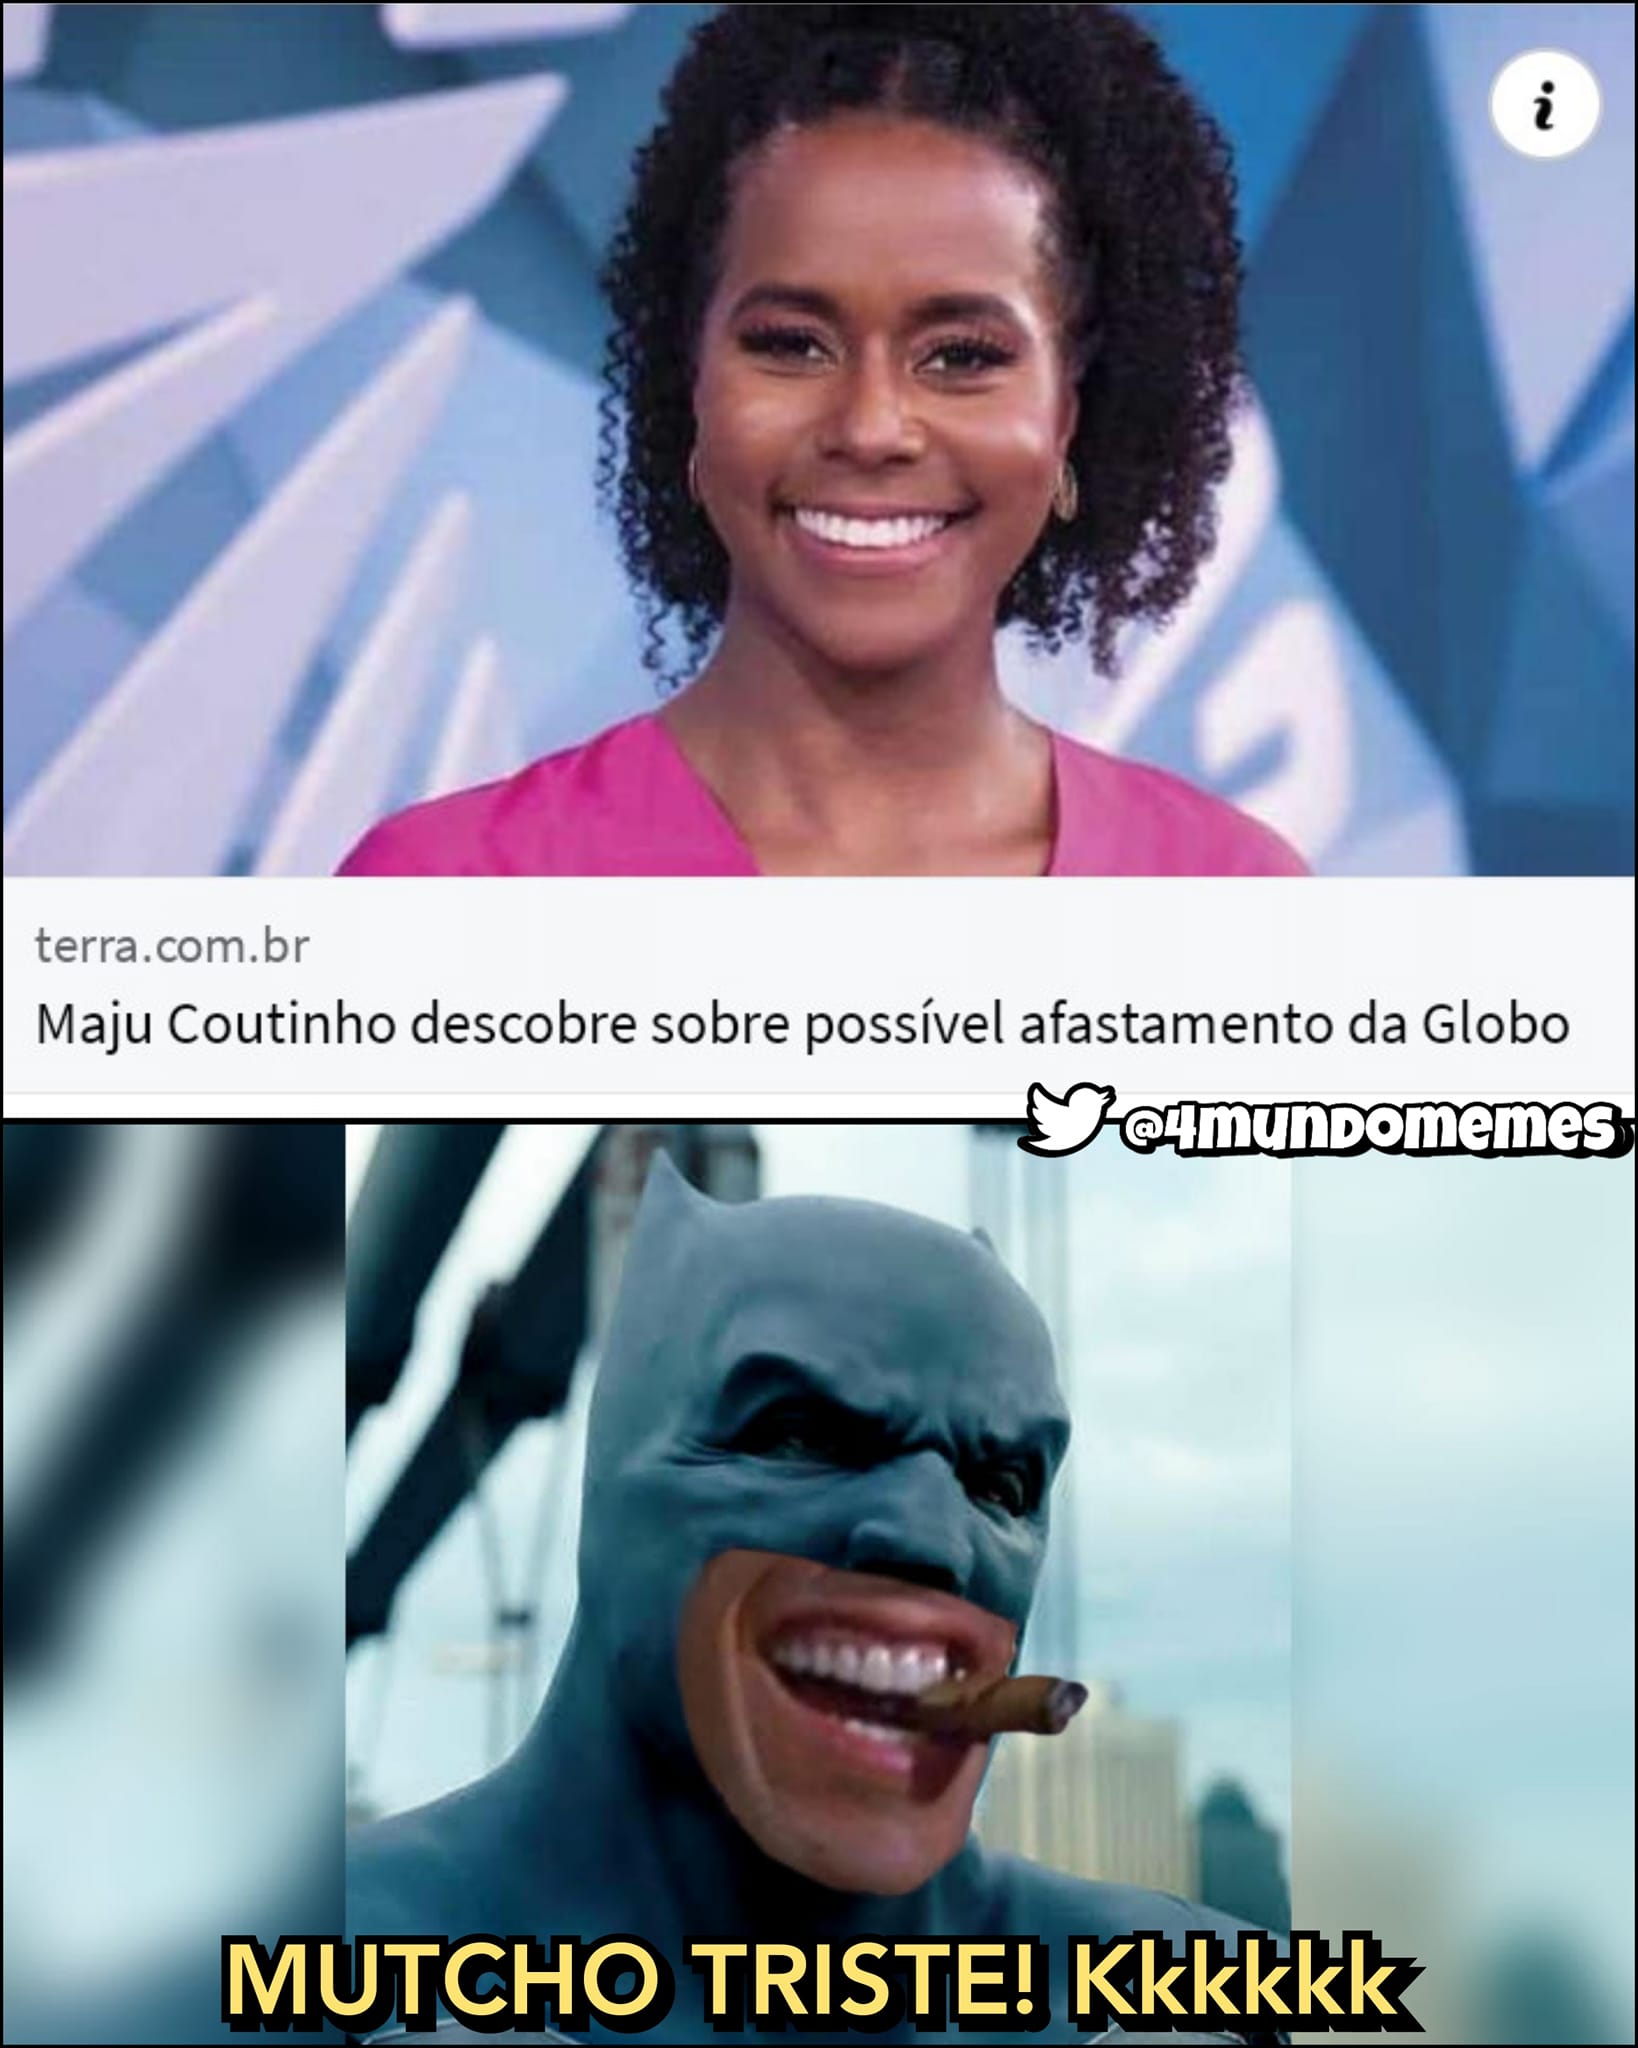 i
terra.com.br
Maju Coutinho descobre sobre possível afastamento da Globo
@4mundomemes
MUTCHO TRISTE! Kkkkkk